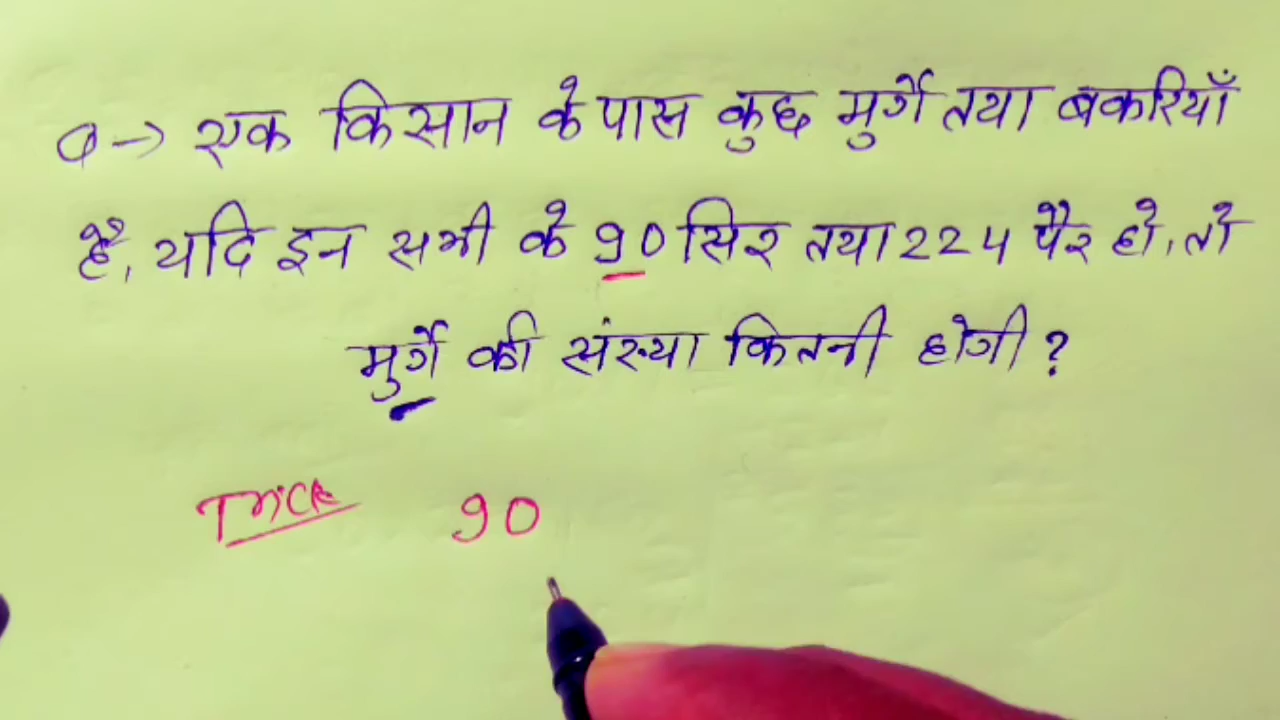 Q→ एक किसान के पास कुछ मुर्गे तथा बकरियाँ
है, यदि इन सभी के 90 सिर तथा 224 पैर हो, तो
मुर्गे की संख्या कितनी होगी?
Trick 90